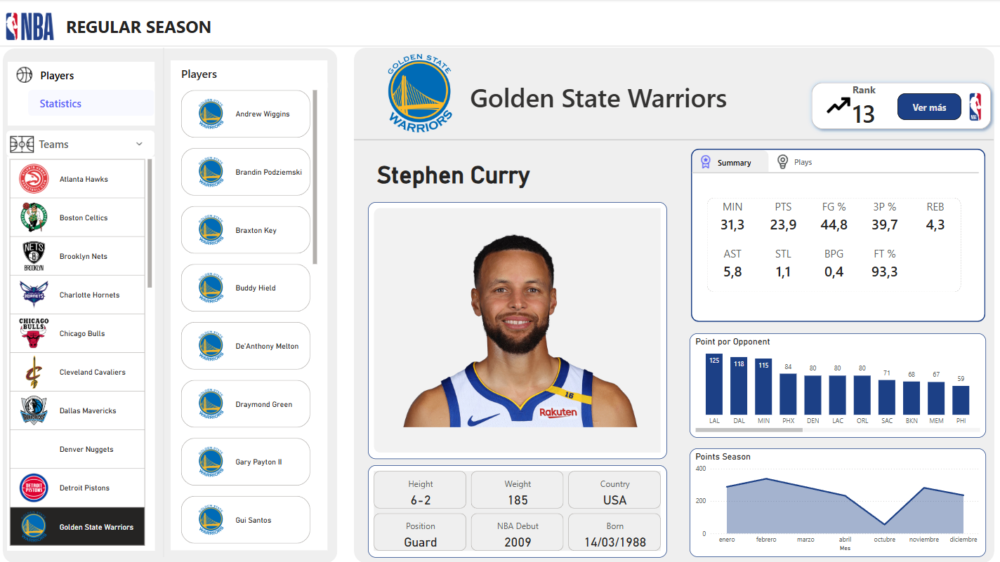 NBA REGULAR SEASON
Players
Statistics
Teams
Atlanta Hawks
Boston Celtics
NETS
B
BROOKLYN
Brooklyn Nets
Charlotte Hornets
CHICAGO
BULLS
Chicago Bulls
Cleveland Cavaliers
Dallas Mavericks
Denver Nuggets
DETROIT
PISTONS
Detroit Pistons
Golden State Warriors
Players
Andrew Wiggins
Brandin Podziemski
Braxton Key
Buddy Hield
De'Anthony Melton
Draymond Green
Gary Payton II
Gui Santos
GOLDEN STATE
WARRIORS
Golden State Warriors
Rank
13
Ver más
Stephen Curry
16
Rakuten
Height
6-2
Weight
185
Country
USA
Position
Guard
NBA Debut
2009
Born
14/03/1988
Summary
Plays
MIN PTS FG % 3P % REB
31,3 23,9 44,8 39,7 4,3
AST STL BPG FT %
5,8 1,1 0,4 93,3
Point por Opponent
125 118 115 84 80 80 80 71 68 67 59
LAL DAL MIN PHX DEN LAC ORL SAC BKN MEM PHI
Points Season
400
200
0
enero febrero marzo abril octubre noviembre diciembre
Mes